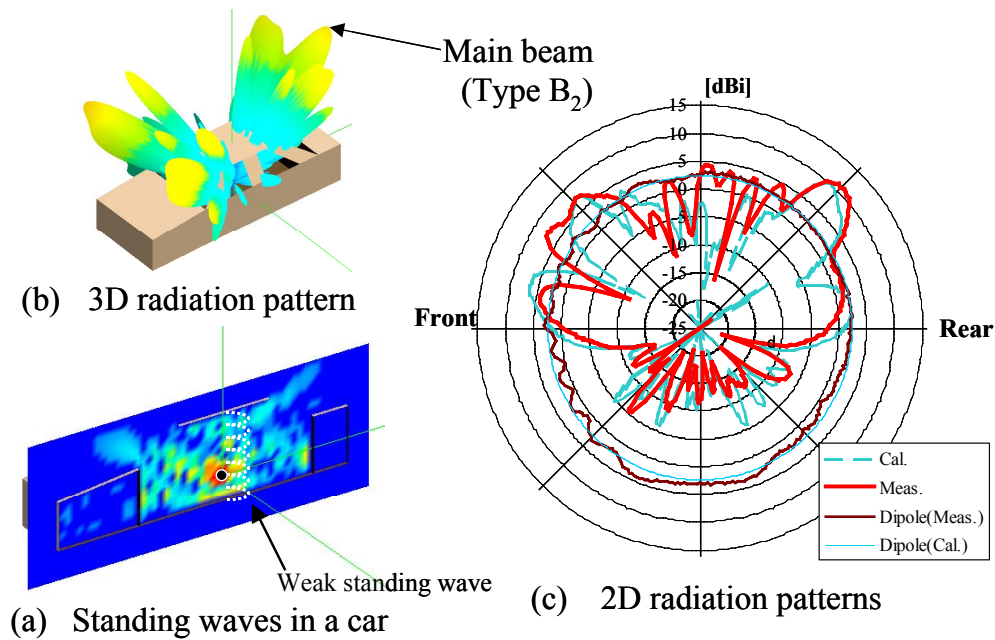 Main beam
(Type B₂)
(b) 3D radiation pattern
[dBi]
15
10
5
0
-5
-10
-15
-20
-25
Front
Rear
Weak standing wave
(a) Standing waves in a car
Cal.
Meas.
Dipole(Meas.)
Dipole(Cal.)
(c) 2D radiation patterns